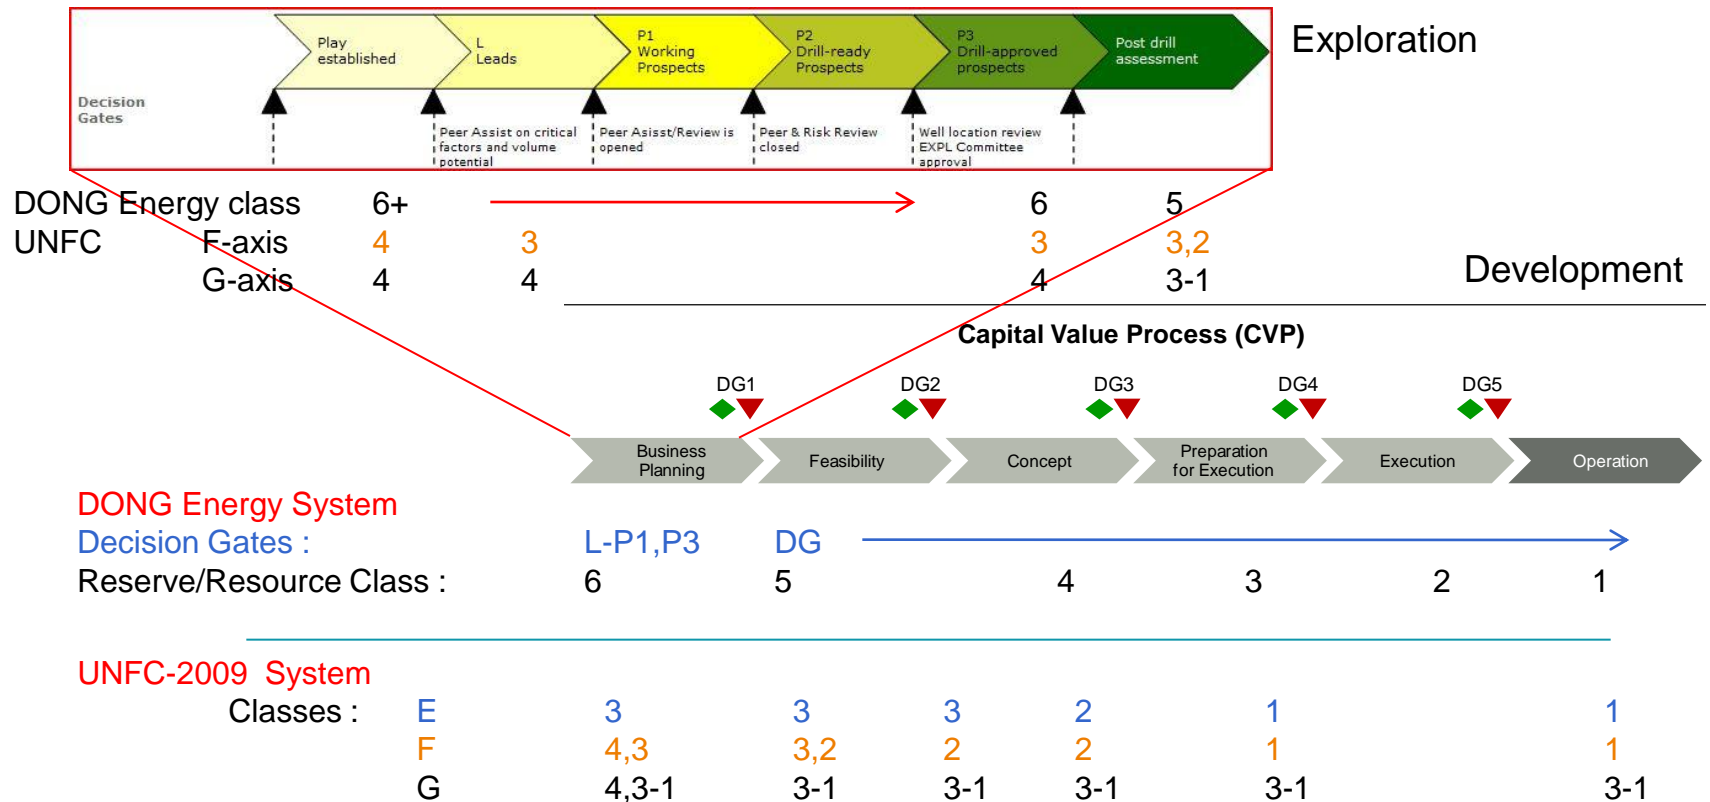 Exploration
Play
established
L
Leads
P1
Working
Prospects
P2
Drill-ready
Prospects
P3
Drill-approved
prospects
Post drill
assessment
Decision
Gates
Peer Assist on critical
factors and volume
potential
Peer Asisst/Review is
opened
Peer & Risk Review
closed
Well location review
EXPL Committee
approval
DONG Energy class 6+ 6 5
UNFC F-axis 4 3 3 3,2
G-axis 4 4 4 3-1
Development
Capital Value Process (CVP)
DG1 DG2 DG3 DG4 DG5
Business
Planning
Feasibility
Concept
Preparation
for Execution
Execution
Operation
DONG Energy System
Decision Gates : L-P1,P3 DG
Reserve/Resource Class : 6 5 4 3 2 1
UNFC-2009 System
Classes : E 3 3 3 2 1 1
F 4,3 3,2 2 2 1 1
G 4,3-1 3-1 3-1 3-1 3-1 3-1